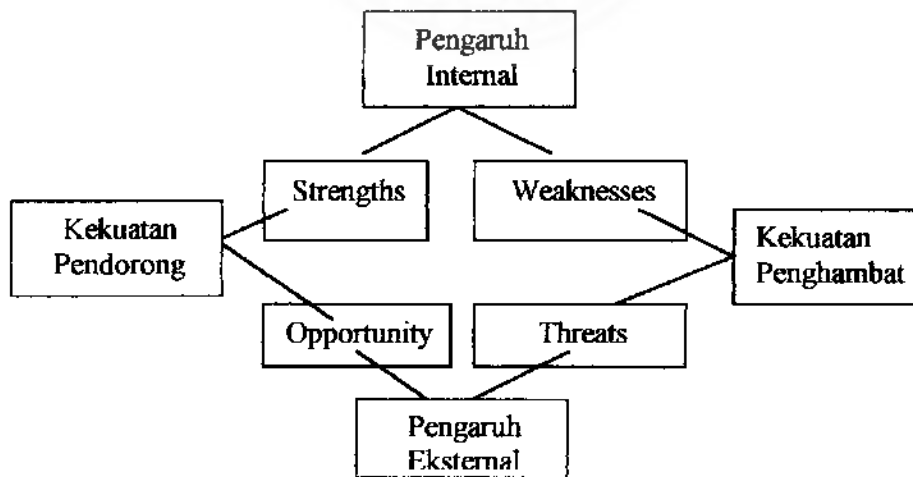 Pengaruh
Internal
Strengths
Weaknesses
Kekuatan
Pendorong
Kekuatan
Penghambat
Opportunity
Threats
Pengaruh
Eksternal